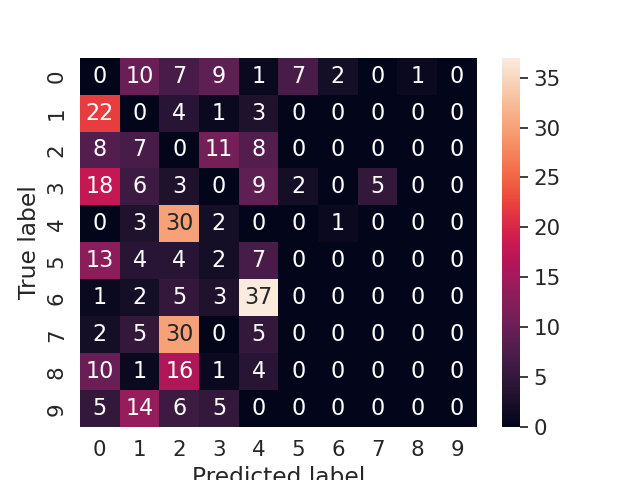 0 0 10 7 9 1 7 2 0 1 0
1 22 0 4 1 3 0 0 0 0 0
2 8 7 0 11 8 0 0 0 0 0
3 18 6 3 0 9 2 0 5 0 0
4 0 3 30 2 0 0 1 0 0 0
5 13 4 4 2 7 0 0 0 0 0
6 1 2 5 3 37 0 0 0 0 0
7 2 5 30 0 5 0 0 0 0 0
8 10 1 16 1 4 0 0 0 0 0
9 5 14 6 5 0 0 0 0 0 0
0 1 2 3 4 5 6 7 8 9
Predicted label
True label
35
30
25
20
15
10
5
0